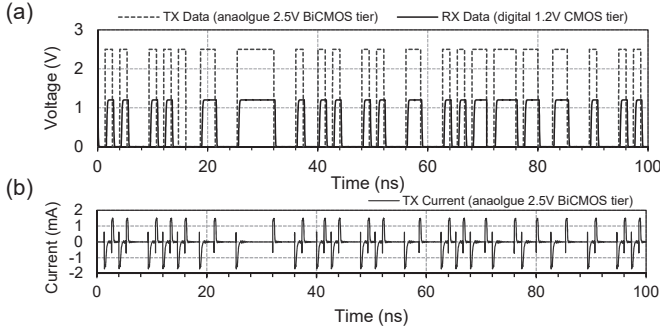 (a)
TX Data (anaolgue 2.5V BiCMOS tier) RX Data (digital 1.2V CMOS tier)
Voltage (V)
3
2
1
0
0 20 40 60 80 100
Time (ns)
(b)
TX Current (anaolgue 2.5V BiCMOS tier)
Current (mA)
2
1
0
-1
-2
0 20 40 60 80 100
Time (ns)